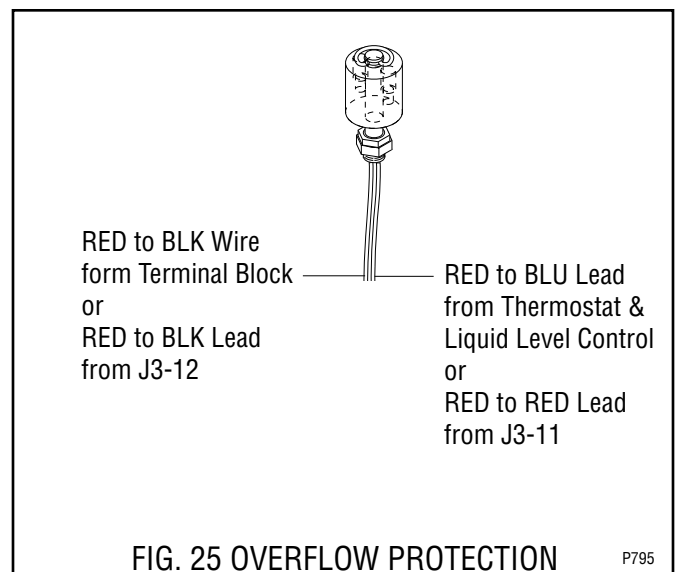 RED to BLK Wire
form Terminal Block
or
RED to BLK Lead
from J3-12
RED to BLU Lead
from Thermostat &
Liquid Level Control
or
RED to RED Lead
from J3-11
FIG. 25 OVERFLOW PROTECTION
P795